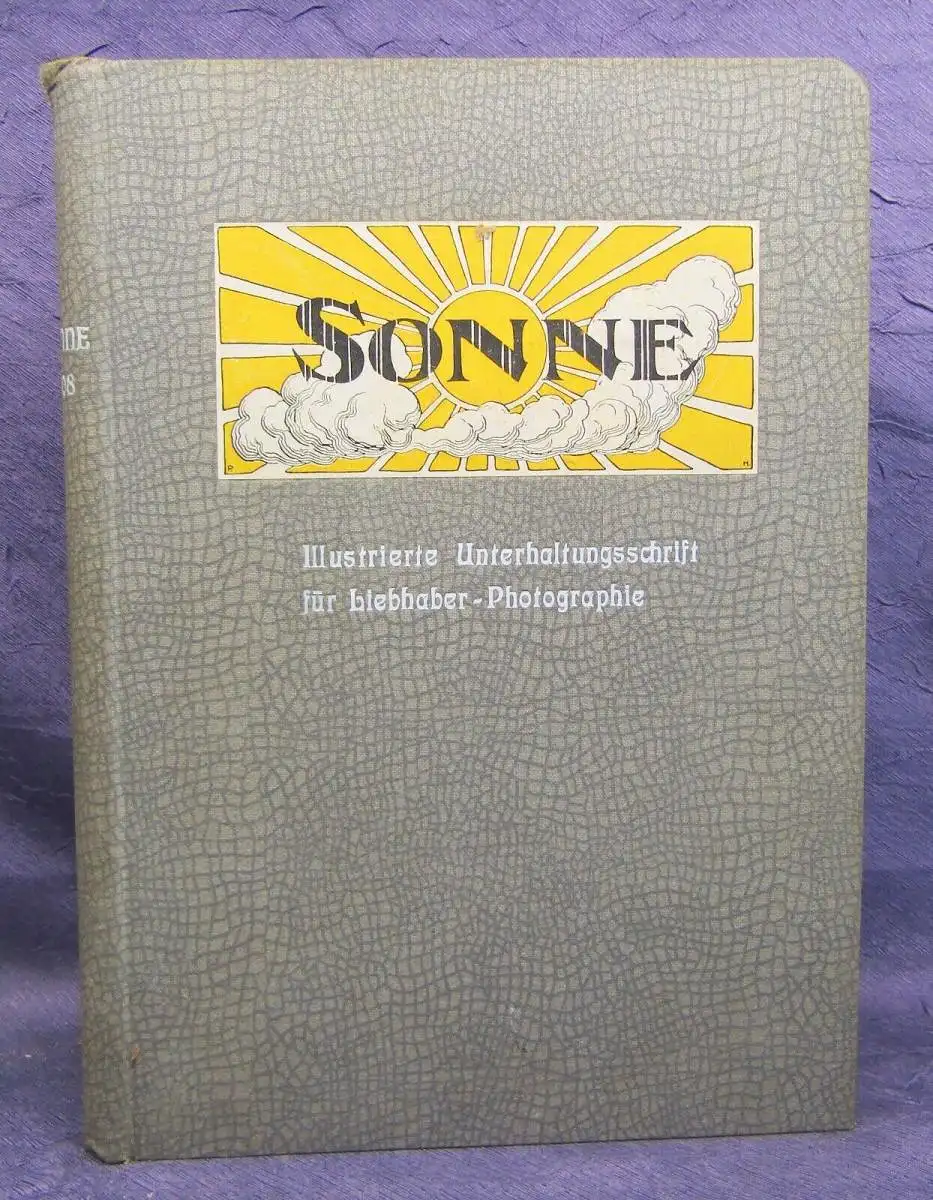 SONNE
Illustrierte Unterhaltungsschrift
für Liebhaber-Photographie
R.
M.